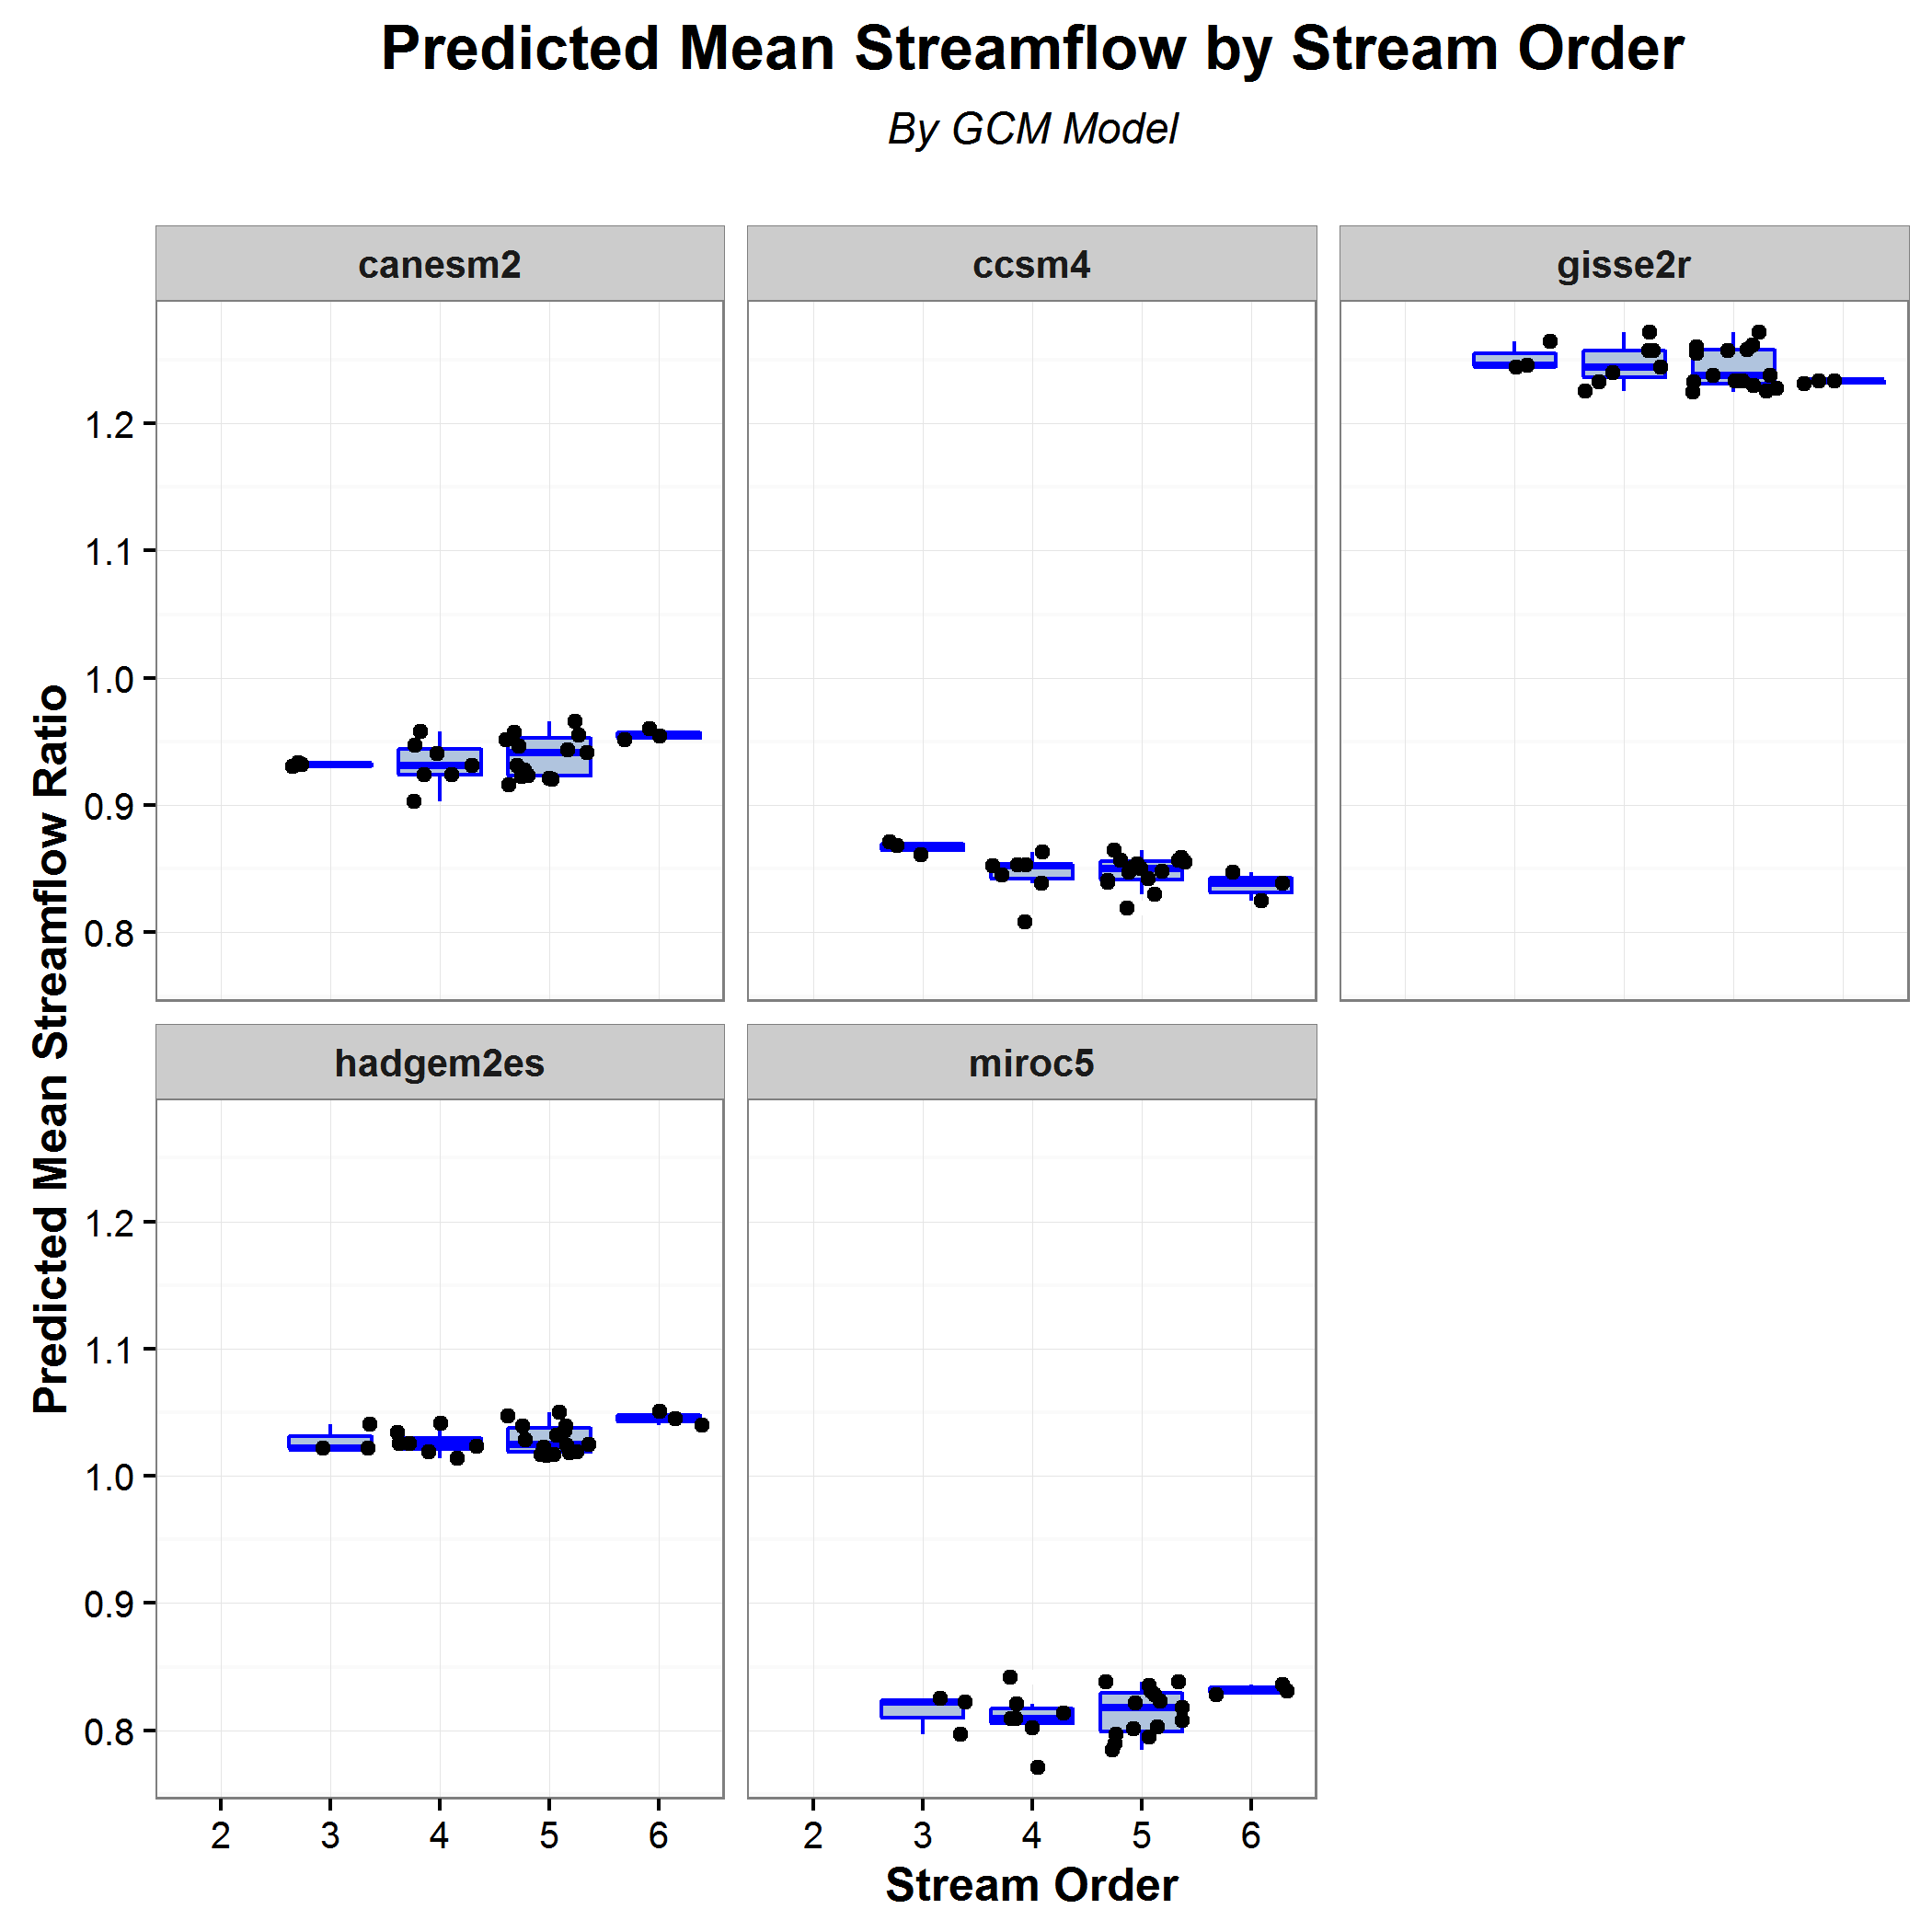 Predicted Mean Streamflow by Stream Order
By GCM Model
canesm2
ccsm4
gisse2r
1.2
1.1
1.0
0.9
0.8
Predicted Mean Streamflow Ratio
hadgem2es
miroc5
1.2
1.1
1.0
0.9
0.8
2 3 4 5 6
2 3 4 5 6
Stream Order